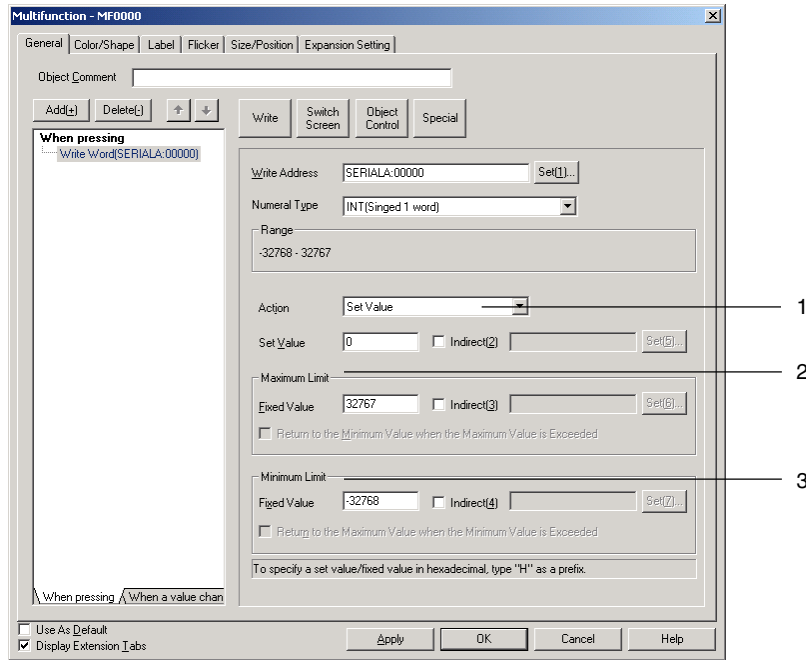 Multifunction - MF0000
General Color/Shape Label Flicker Size/Position Expansion Setting
Object Comment
Add(+) Delete(-)
Write Switch Screen Object Control Special
When pressing
Write Word(SERIALA:00000)
Write Address SERIALA:00000 Set(1)...
Numeral Type INT(Singed 1 word)
Range
-32768 - 32767
Action Set Value 1
Set Value 0 Indirect(2) Set(5)...
2
Maximum Limit
Fixed Value 32767 Indirect(3) Set(6)...
Return to the Minimum Value when the Maximum Value is Exceeded
Minimum Limit 3
Fixed Value -32768 Indirect(4) Set(7)...
Return to the Maximum Value when the Minimum Value is Exceeded
To specify a set value/fixed value in hexadecimal, type "H" as a prefix.
When pressing When a value chan
Use As Default
Display Extension Tabs
Apply OK Cancel Help